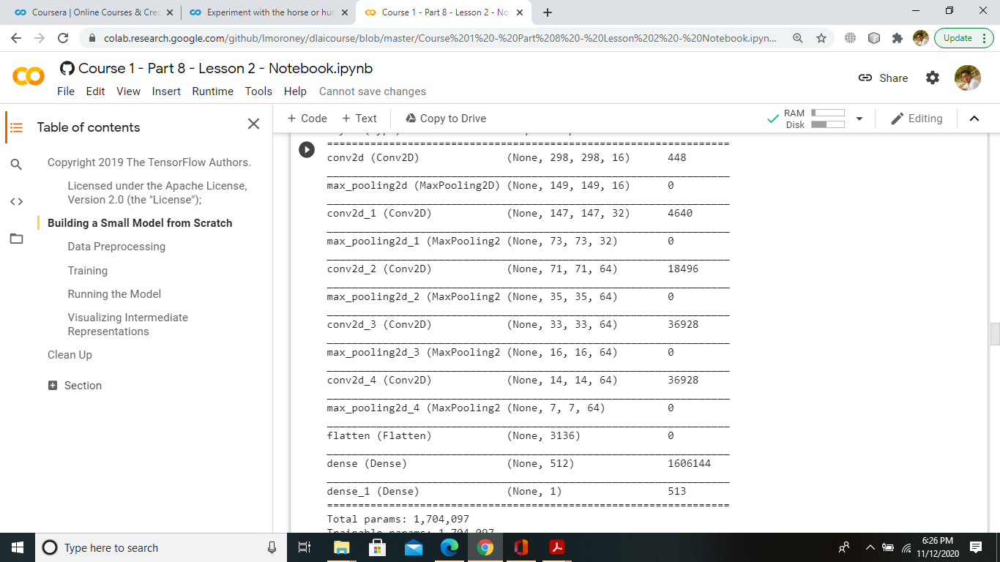 Coursera | Online Courses & Cre
Experiment with the horse or hum
Course 1 - Part 8 - Lesson 2 - No
colab.research.google.com/github/lmoroney/dlaicourse/blob/master/Course%201%20-%20Part%208%20-%20Lesson%202%20-%20Notebook.ipyn...
Update
Course 1 - Part 8 - Lesson 2 - Notebook.ipynb
Share
File Edit View Insert Runtime Tools Help Cannot save changes
+ Code + Text Copy to Drive
RAM
Disk
Editing
Table of contents
Copyright 2019 The TensorFlow Authors.
Licensed under the Apache License,
Version 2.0 (the "License");
Building a Small Model from Scratch
Data Preprocessing
Training
Running the Model
Visualizing Intermediate
Representations
Clean Up
Section
=================================================================
conv2d (Conv2D) (None, 298, 298, 16) 448
_________________________________________________________________
max_pooling2d (MaxPooling2D) (None, 149, 149, 16) 0
_________________________________________________________________
conv2d_1 (Conv2D) (None, 147, 147, 32) 4640
_________________________________________________________________
max_pooling2d_1 (MaxPooling2 (None, 73, 73, 32) 0
_________________________________________________________________
conv2d_2 (Conv2D) (None, 71, 71, 64) 18496
_________________________________________________________________
max_pooling2d_2 (MaxPooling2 (None, 35, 35, 64) 0
_________________________________________________________________
conv2d_3 (Conv2D) (None, 33, 33, 64) 36928
_________________________________________________________________
max_pooling2d_3 (MaxPooling2 (None, 16, 16, 64) 0
_________________________________________________________________
conv2d_4 (Conv2D) (None, 14, 14, 64) 36928
_________________________________________________________________
max_pooling2d_4 (MaxPooling2 (None, 7, 7, 64) 0
_________________________________________________________________
flatten (Flatten) (None, 3136) 0
_________________________________________________________________
dense (Dense) (None, 512) 1606144
_________________________________________________________________
dense_1 (Dense) (None, 1) 513
=================================================================
Total params: 1,704,097
Trainable params: 1,704,097
Type here to search
6:26 PM
11/12/2020